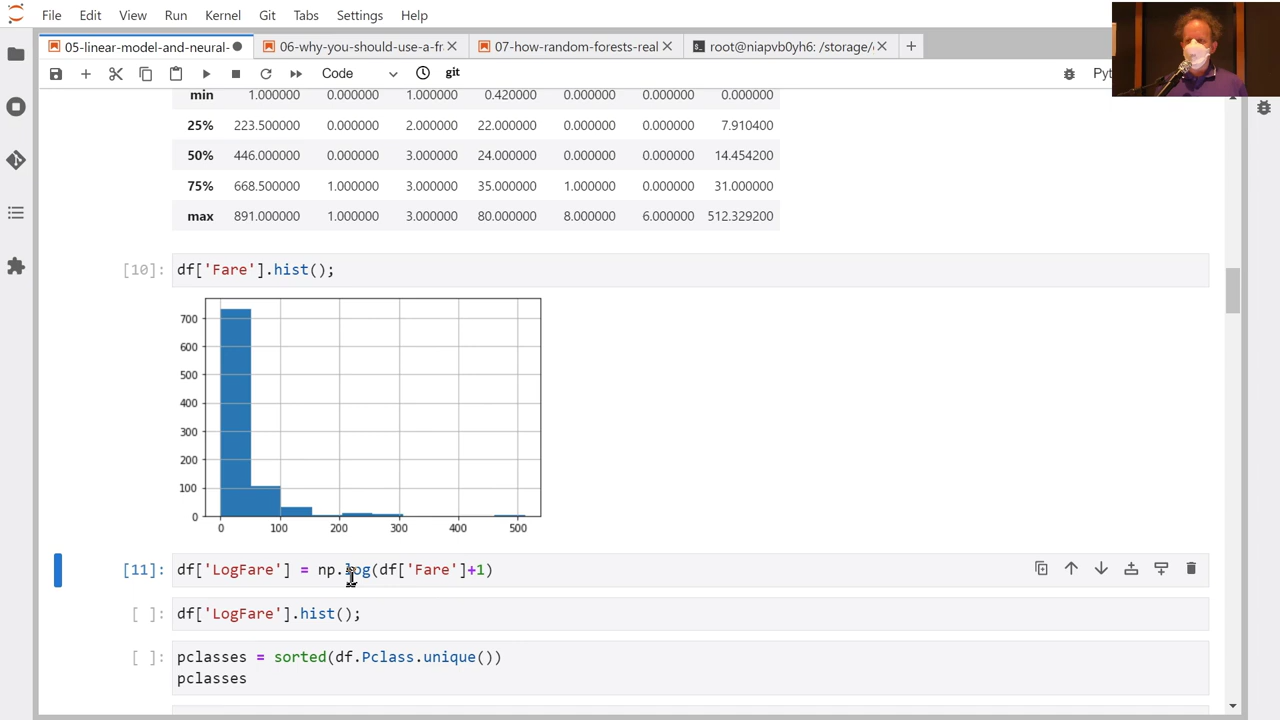 File Edit View Run Kernel Git Tabs Settings Help
05-linear-model-and-neural- 06-why-you-should-use-a-fr 07-how-random-forests-real root@niapvb0yh6: /storage/
Code git Pyt
min 1.000000 0.000000 1.000000 0.420000 0.000000 0.000000 0.000000
25% 223.500000 0.000000 2.000000 22.000000 0.000000 0.000000 7.910400
50% 446.000000 0.000000 3.000000 24.000000 0.000000 0.000000 14.454200
75% 668.500000 1.000000 3.000000 35.000000 1.000000 0.000000 31.000000
max 891.000000 1.000000 3.000000 80.000000 8.000000 6.000000 512.329200
[10]: df['Fare'].hist();
700
600
500
400
300
200
100
0
0 100 200 300 400 500
[11]: df['LogFare'] = np.log(df['Fare']+1)
[ ]: df['LogFare'].hist();
[ ]: pclasses = sorted(df.Pclass.unique())
pclasses